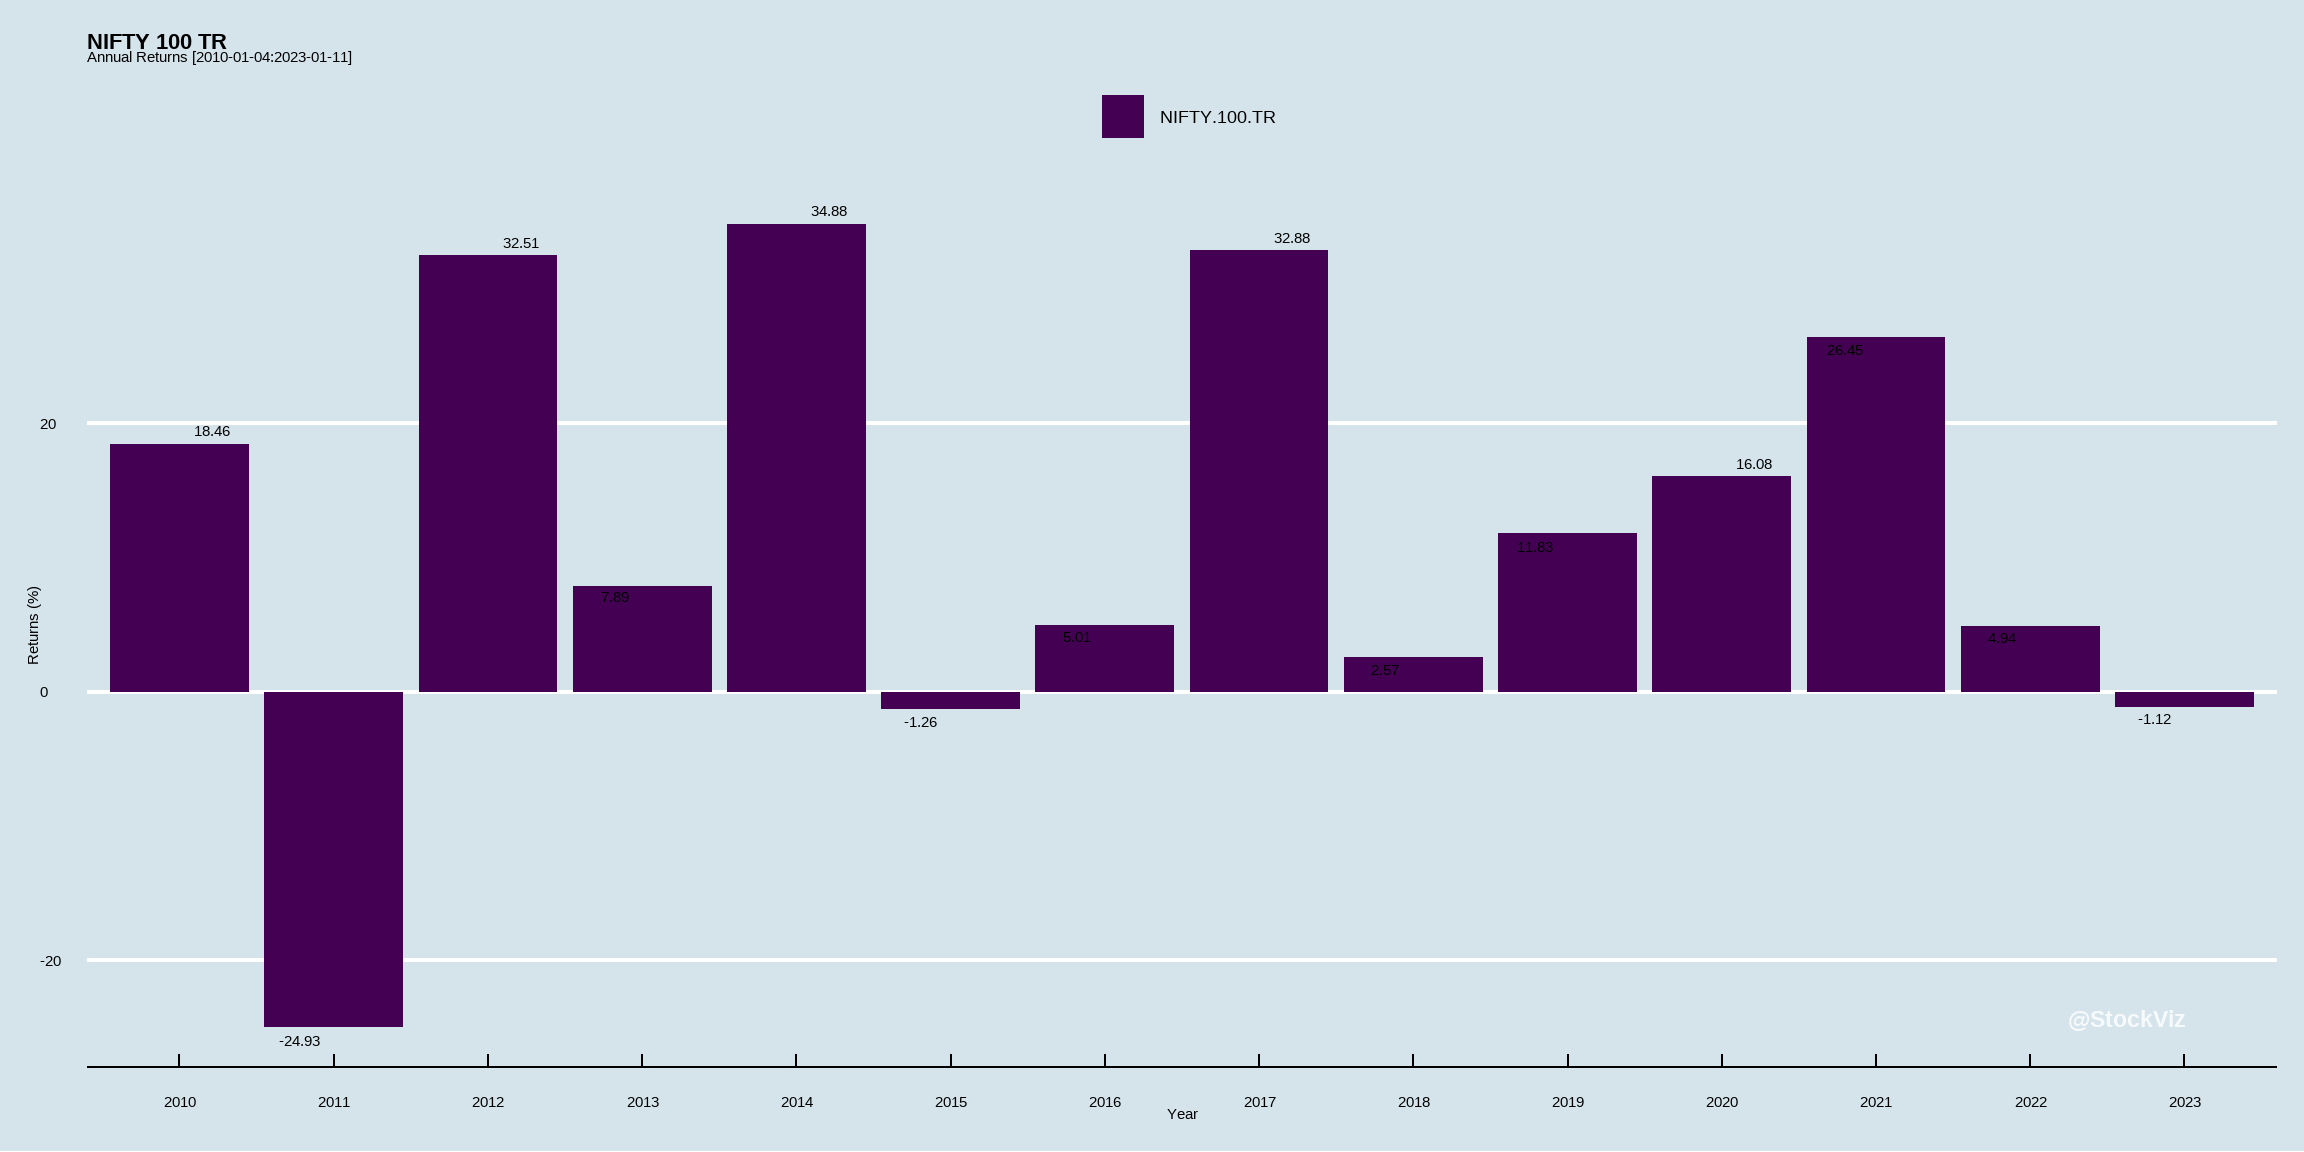 NIFTY 100 TR
Annual Returns [2010-01-04:2023-01-11]
NIFTY.100.TR
34.88
32.88
32.51
26.45
20
18.46
16.08
11.83
7.89
5.01
4.94
2.57
Returns (%)
0
-1.12
-1.26
-20
@StockViz
-24.93
2010 2011 2012 2013 2014 2015 2016 2017 2018 2019 2020 2021 2022 2023
Year